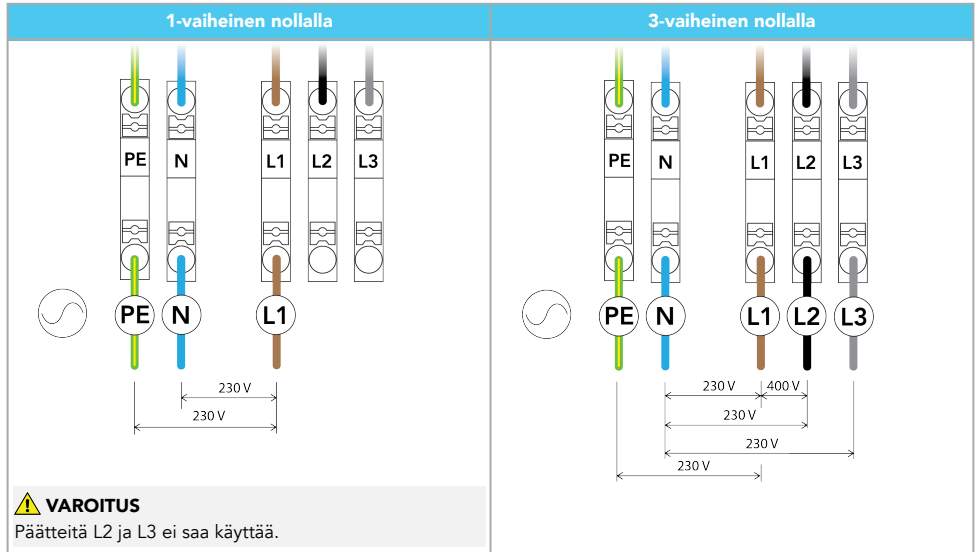 1-vaiheinen nollalla
PE N L1 L2 L3
PE N L1
230 V
230 V
VAROITUS
Päätteitä L2 ja L3 ei saa käyttää.
3-vaiheinen nollalla
PE N L1 L2 L3
PE N L1 L2 L3
230 V 400 V
230 V
230 V
230 V